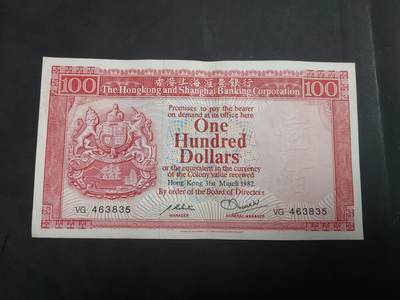 香港上海滙豐銀行
100 The Hongkong and Shanghai Banking Corporation 100
Promises to pay the bearer
on demand at its Office here
One
Hundred
Dollars
or the equivalent in the currency
of the Colony value received
Hong Kong 31st March 1982
By order of the Board of Directors
VG 463835
MANAGER
GENERAL MANAGER
VG 463835